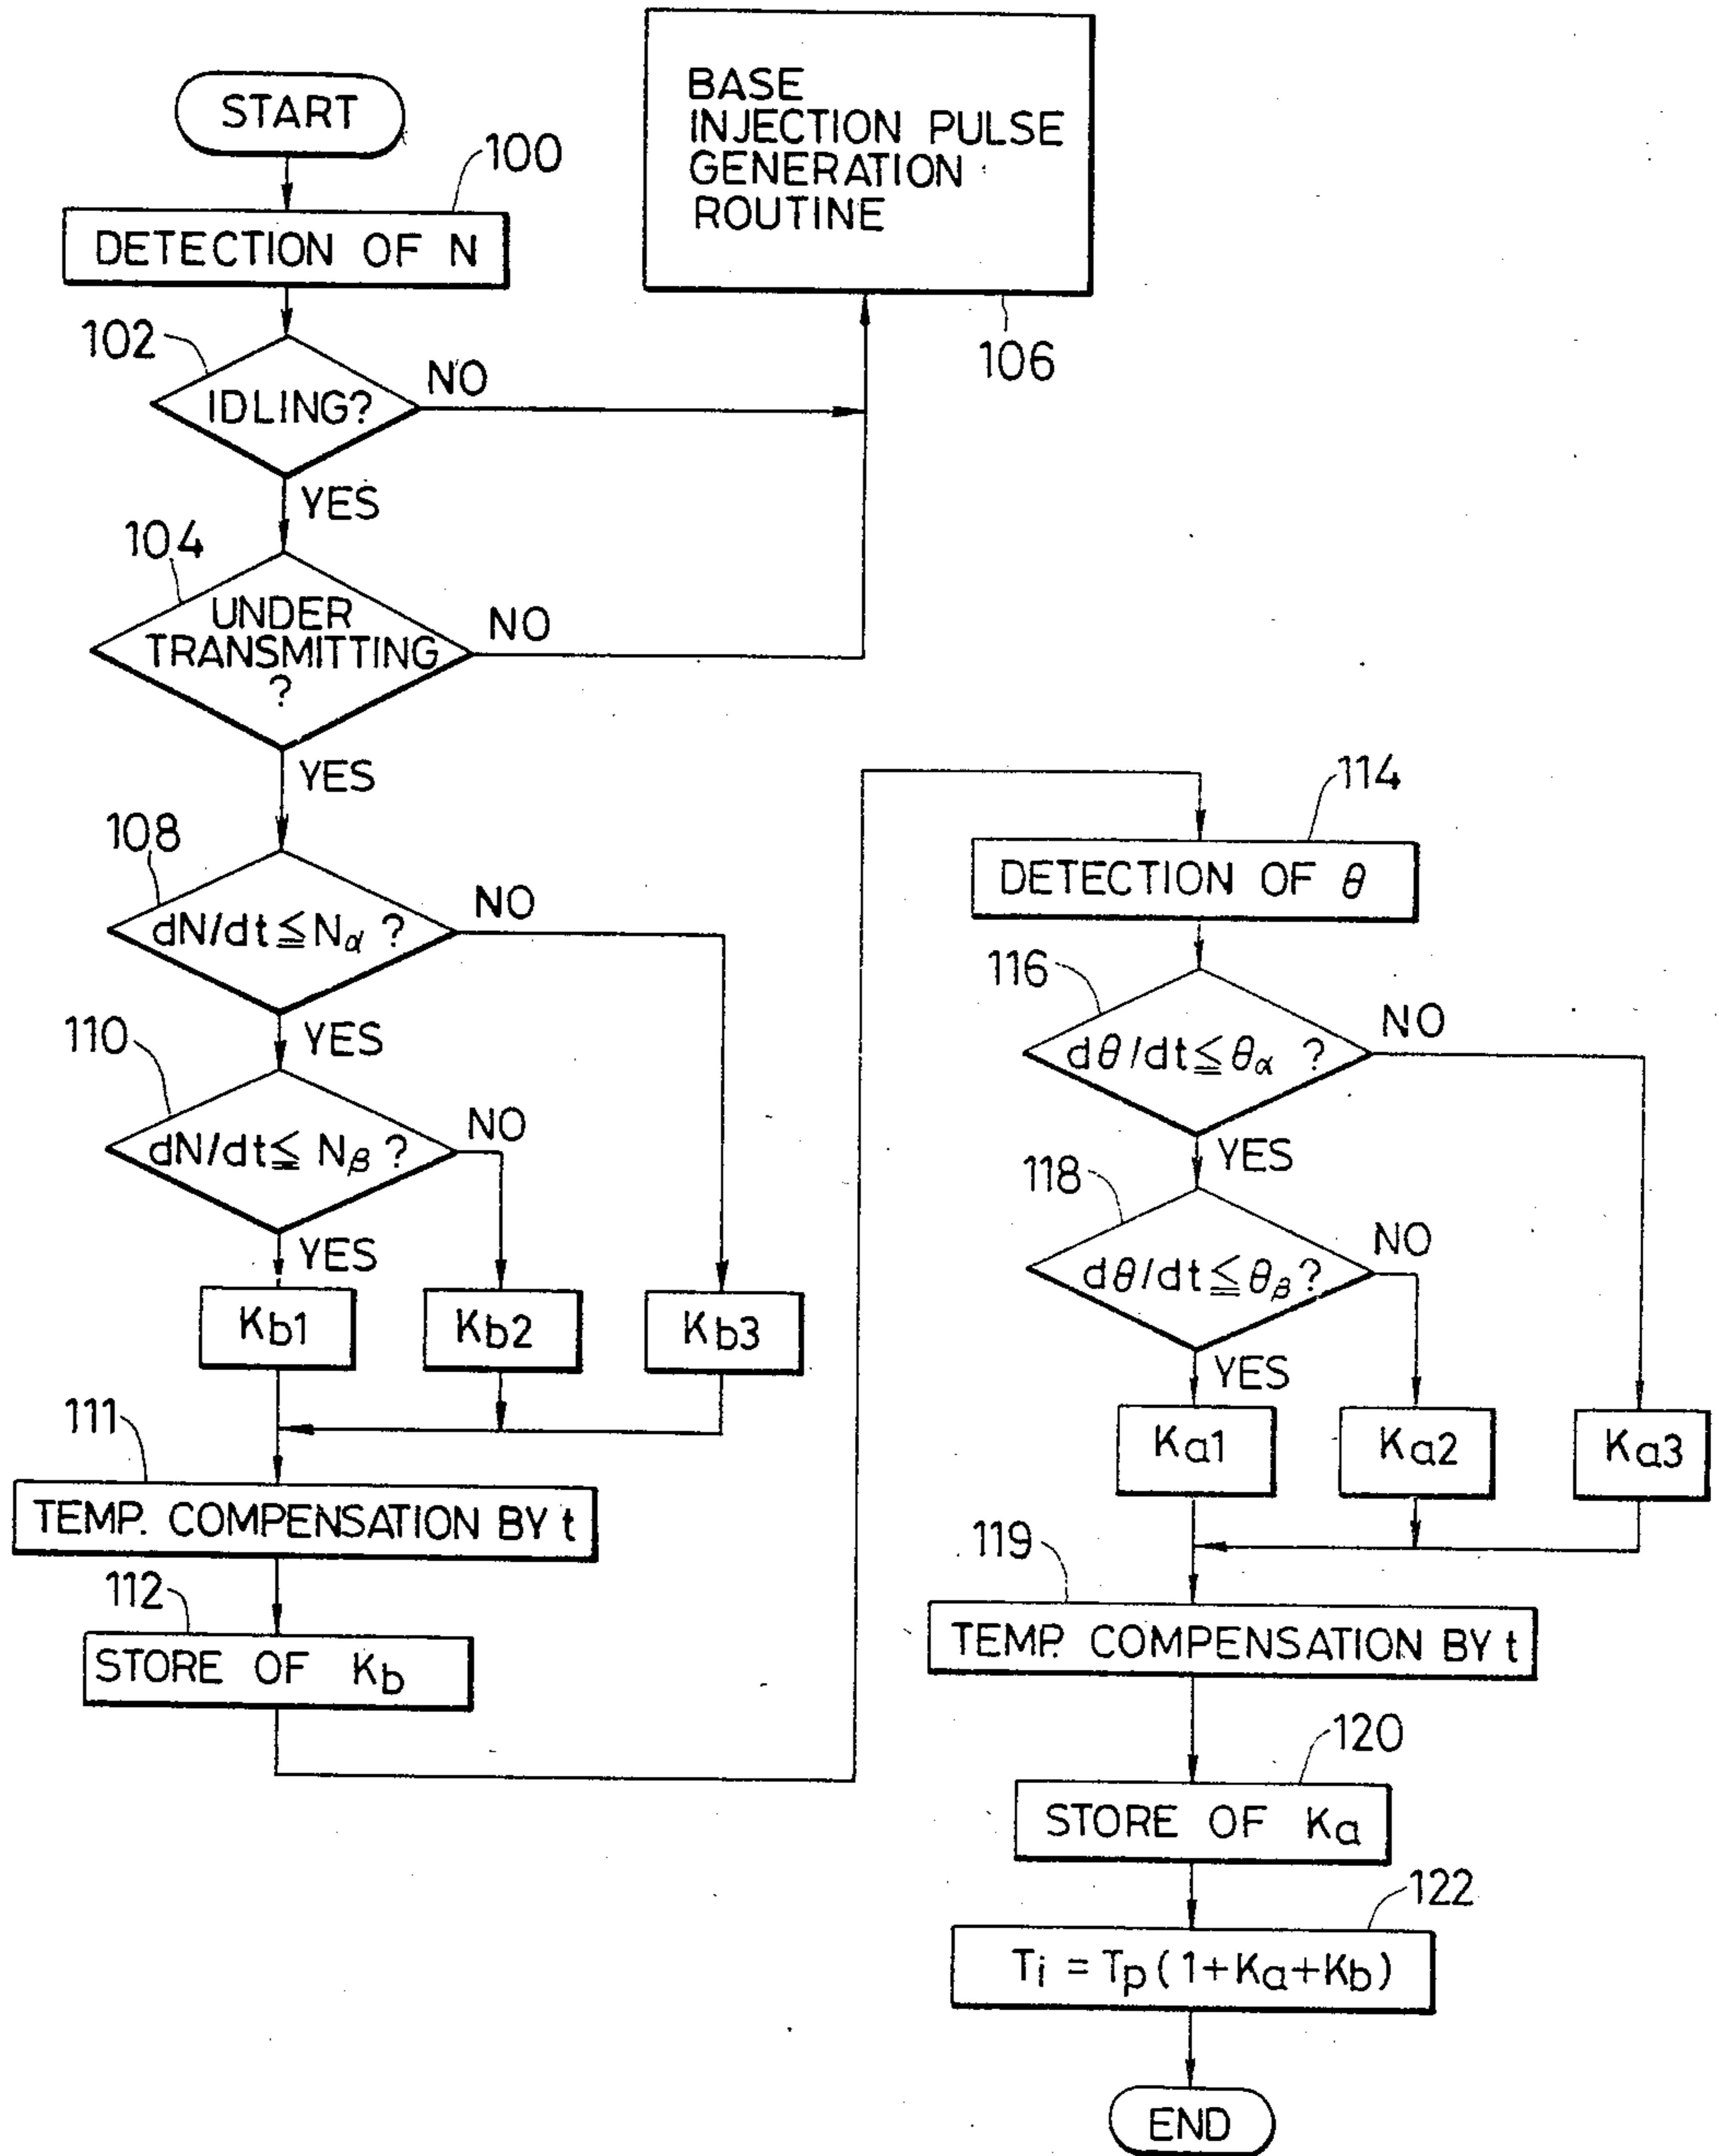 START
100
DETECTION OF N
102
IDLING?
NO
YES
BASE
INJECTION PULSE
GENERATION
ROUTINE
106
104
UNDER
TRANSMITTING
?
NO
YES
108
dN/dt≦Nα ?
NO
YES
110
dN/dt≦ Nβ ?
NO
YES
Kb1
Kb2
Kb3
111
TEMP. COMPENSATION BY t
112
STORE OF Kb
114
DETECTION OF θ
116
dθ/dt≦θα ?
NO
YES
118
dθ/dt≦θβ?
NO
YES
Ka1
Ka2
Ka3
119
TEMP. COMPENSATION BY t
120
STORE OF Ka
122
Ti = Tp(1+Ka+Kb)
END